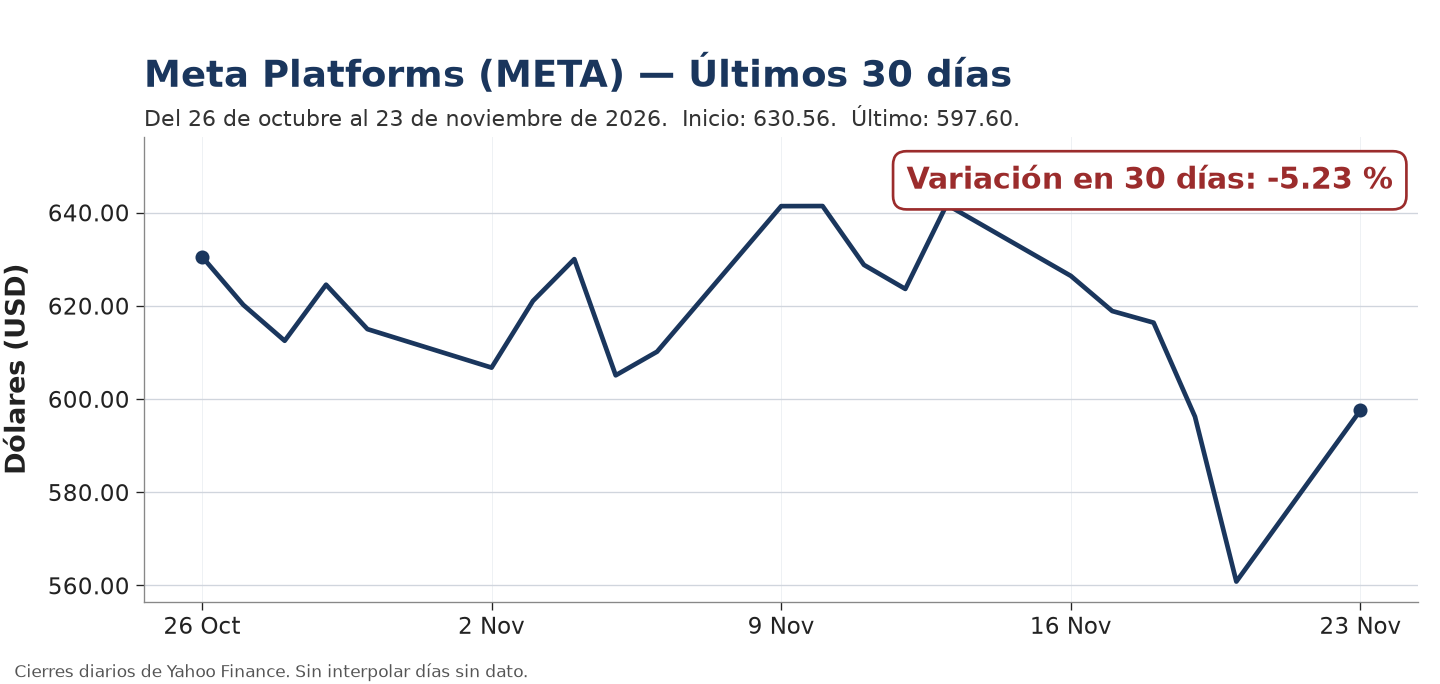 Meta Platforms (META) — Últimos 30 días
Del 26 de octubre al 23 de noviembre de 2026.  Inicio: 630.56.  Último: 597.60.
Variación en 30 días: -5.23 %
Dólares (USD)
640.00
620.00
600.00
580.00
560.00
26 Oct
2 Nov
9 Nov
16 Nov
23 Nov
Cierres diarios de Yahoo Finance. Sin interpolar días sin dato.